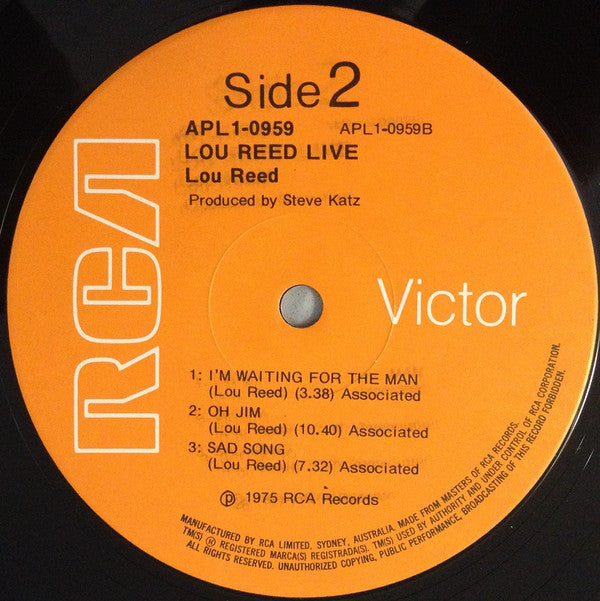 Side 2
APL1-0959 APL1-0959B
LOU REED LIVE
Lou Reed
Produced by Steve Katz
RCA
Victor
1: I'M WAITING FOR THE MAN
(Lou Reed) (3.38) Associated
2: OH JIM
(Lou Reed) (10.40) Associated
3: SAD SONG
(Lou Reed) (7.32) Associated
℗ 1975 RCA Records
MANUFACTURED BY RCA LIMITED, SYDNEY, AUSTRALIA. MADE FROM MASTERS OF RCA RECORDS.
TM(S) ® REGISTERED MARCA(S) REGISTRADA(S). TM(S) USED BY AUTHORITY AND UNDER CONTROL OF RCA CORPORATION.
ALL RIGHTS RESERVED. UNAUTHORIZED COPYING, PUBLIC PERFORMANCE, BROADCASTING OF THIS RECORD FORBIDDEN.